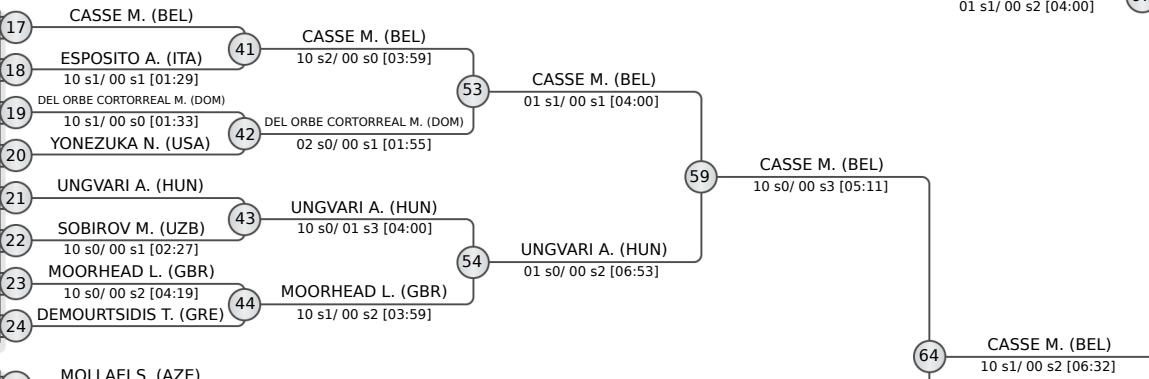 01 s1/ 00 s2 [04:00]
17
CASSE M. (BEL)
41
CASSE M. (BEL)
10 s2/ 00 s0 [03:59]
18
ESPOSITO A. (ITA)
10 s1/ 00 s1 [01:29]
53
CASSE M. (BEL)
01 s1/ 00 s1 [04:00]
19
DEL ORBE CORTORREAL M. (DOM)
10 s1/ 00 s0 [01:33]
42
DEL ORBE CORTORREAL M. (DOM)
02 s0/ 00 s1 [01:55]
20
YONEZUKA N. (USA)
59
CASSE M. (BEL)
10 s0/ 00 s3 [05:11]
21
UNGVARI A. (HUN)
43
UNGVARI A. (HUN)
10 s0/ 01 s3 [04:00]
22
SOBIROV M. (UZB)
10 s0/ 00 s1 [02:27]
54
UNGVARI A. (HUN)
01 s0/ 00 s2 [06:53]
23
MOORHEAD L. (GBR)
10 s0/ 00 s2 [04:19]
44
MOORHEAD L. (GBR)
10 s1/ 00 s2 [03:59]
24
DEMOURTSIDIS T. (GRE)
64
CASSE M. (BEL)
10 s1/ 00 s2 [06:32]
MOLLAEI S. (AZE)